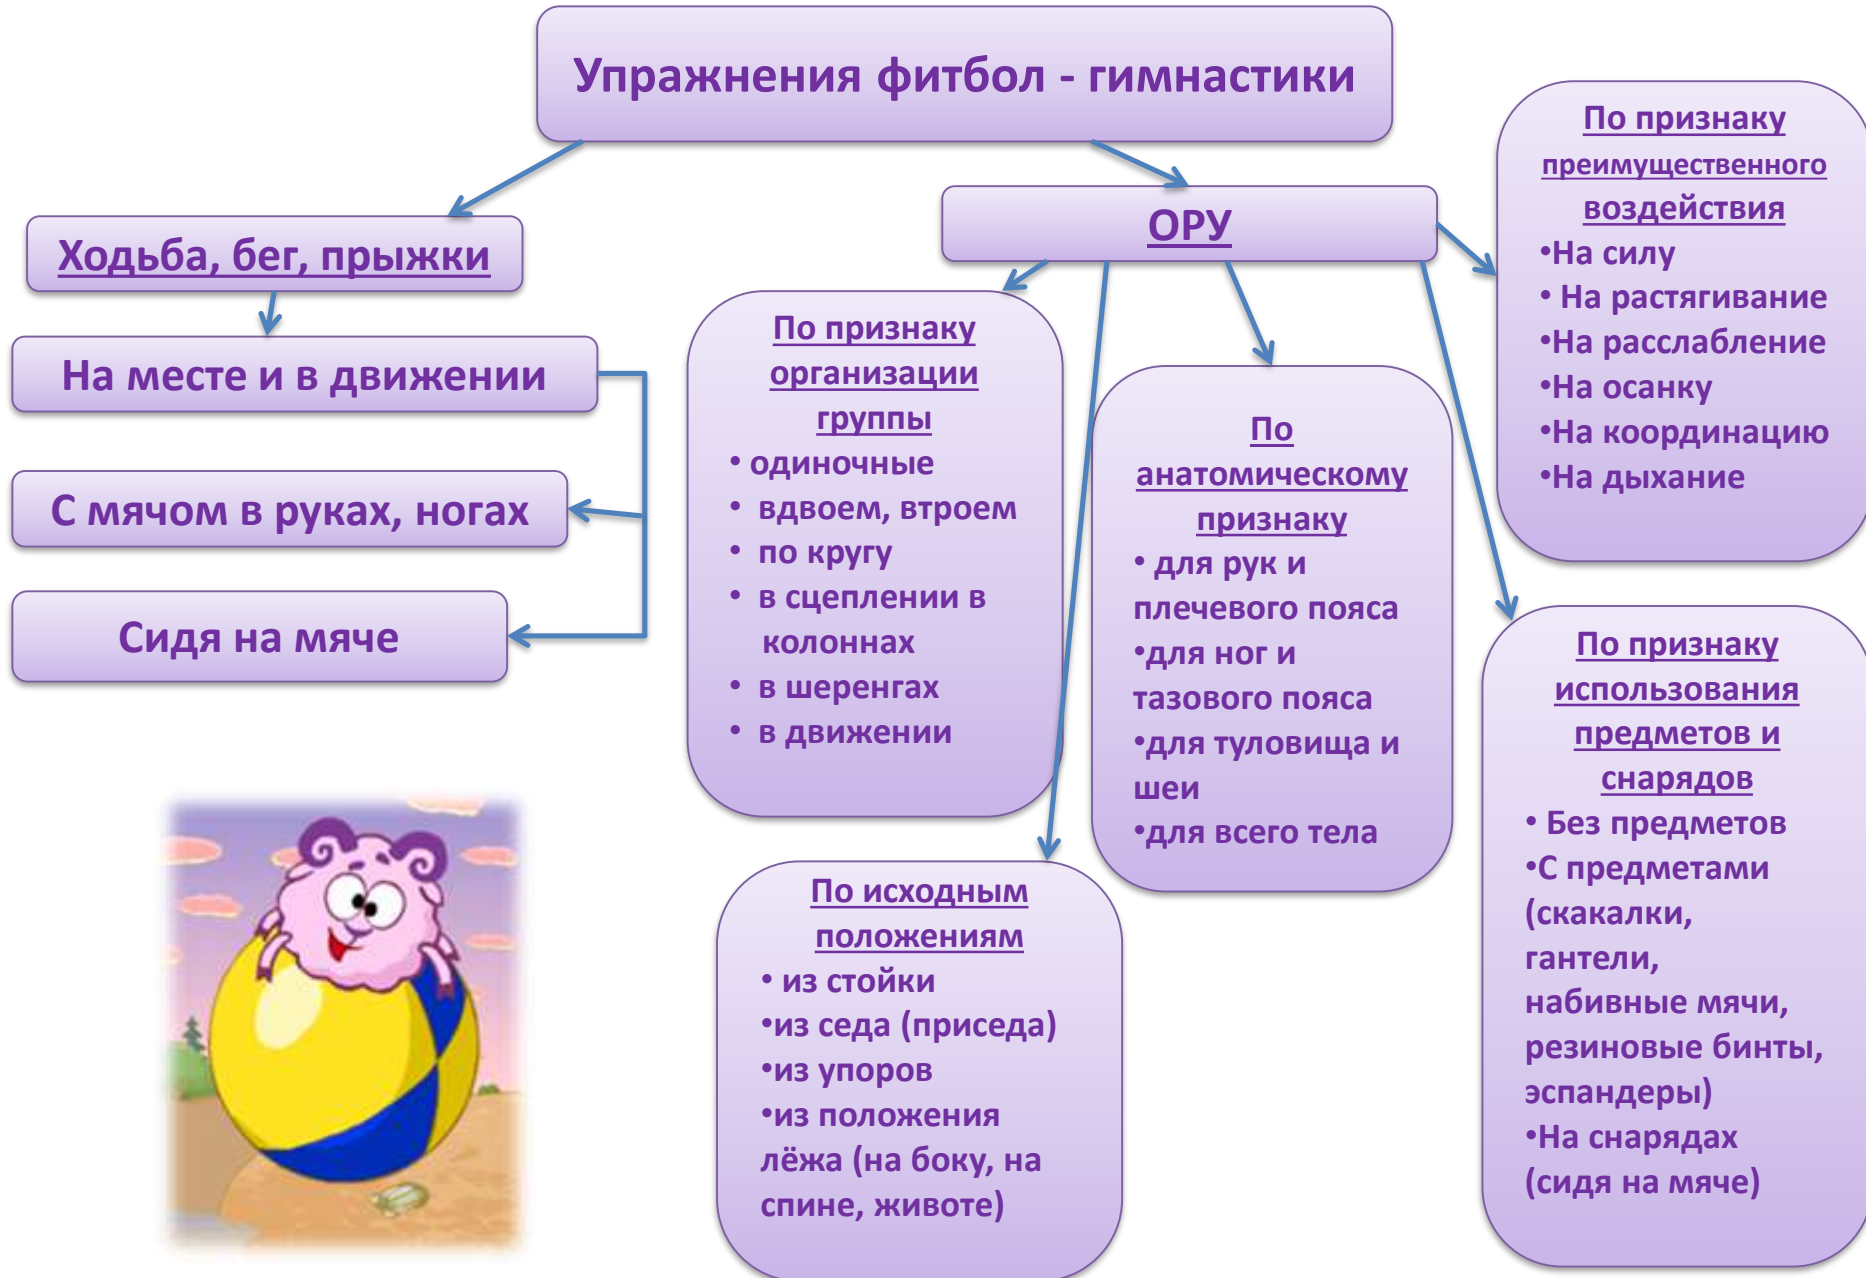 Упражнения фитбол - гимнастики
Ходьба, бег, прыжки
На месте и в движении
С мячом в руках, ногах
Сидя на мяче
ОРУ
По признаку
организации
группы
• одиночные
• вдвоем, втроем
• по кругу
• в сцеплении в
колоннах
• в шеренгах
• в движении
По исходным
положениям
• из стойки
•из седа (приседа)
•из упоров
•из положения
лёжа (на боку, на
спине, животе)
По
анатомическому
признаку
• для рук и
плечевого пояса
•для ног и
тазового пояса
•для туловища и
шеи
•для всего тела
По признаку
преимущественного
воздействия
•На силу
• На растягивание
•На расслабление
•На осанку
•На координацию
•На дыхание
По признаку
использования
предметов и
снарядов
• Без предметов
•С предметами
(скакалки,
гантели,
набивные мячи,
резиновые бинты,
эспандеры)
•На снарядах
(сидя на мяче)